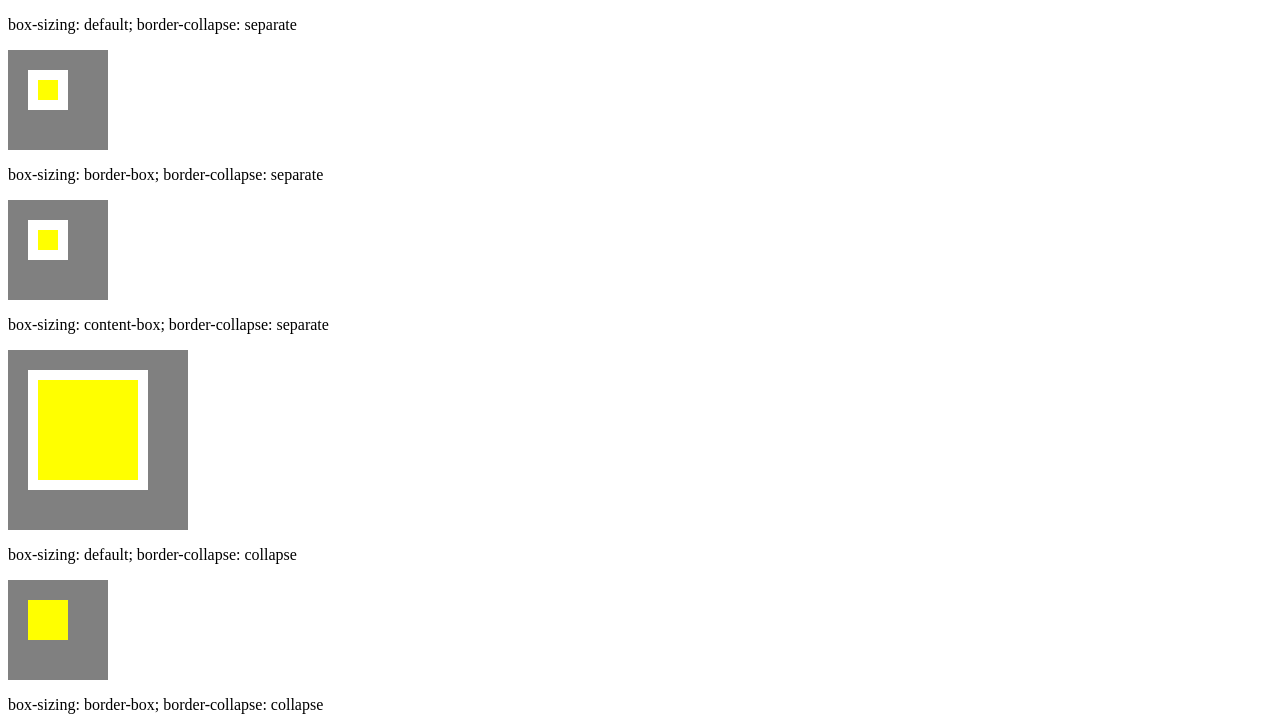 box-sizing: default; border-collapse: separate
box-sizing: border-box; border-collapse: separate
box-sizing: content-box; border-collapse: separate
box-sizing: default; border-collapse: collapse
box-sizing: border-box; border-collapse: collapse